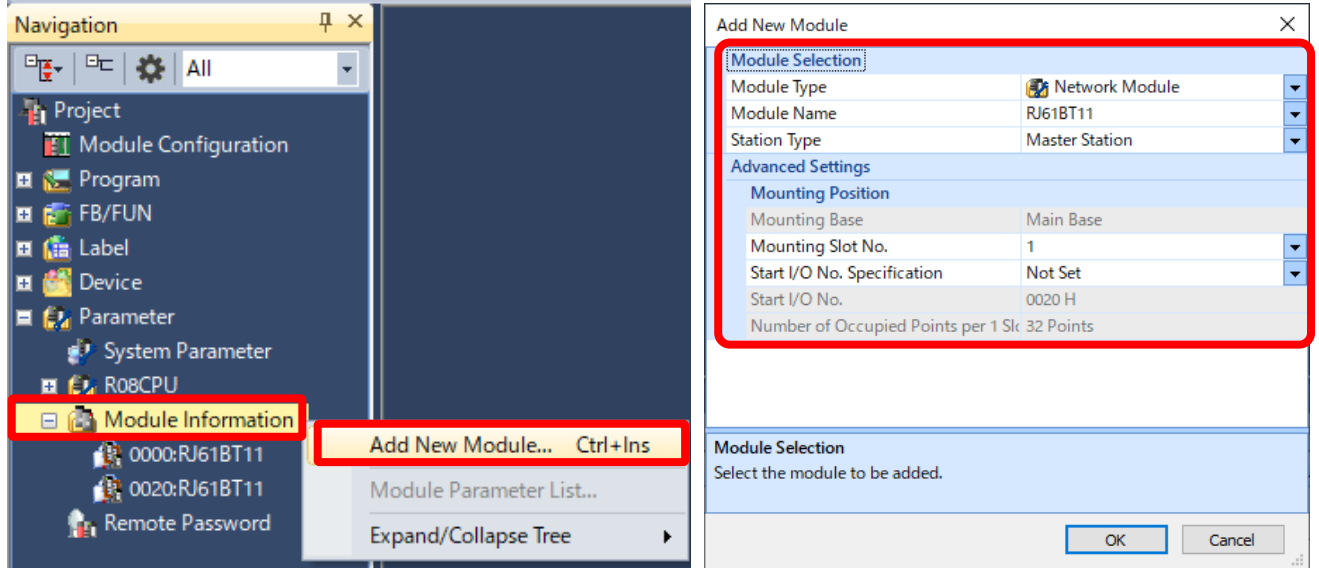 Navigation
All
Project
Module Configuration
Program
FB/FUN
Label
Device
Parameter
System Parameter
R08CPU
Module Information
0000:RJ61BT11
0020:RJ61BT11
Remote Password
Add New Module... Ctrl+Ins
Module Parameter List...
Expand/Collapse Tree
Add New Module
Module Selection
Module Type Network Module
Module Name RJ61BT11
Station Type Master Station
Advanced Settings
Mounting Position
Mounting Base Main Base
Mounting Slot No. 1
Start I/O No. Specification Not Set
Start I/O No. 0020 H
Number of Occupied Points per 1 Slo 32 Points
Module Selection
Select the module to be added.
OK Cancel